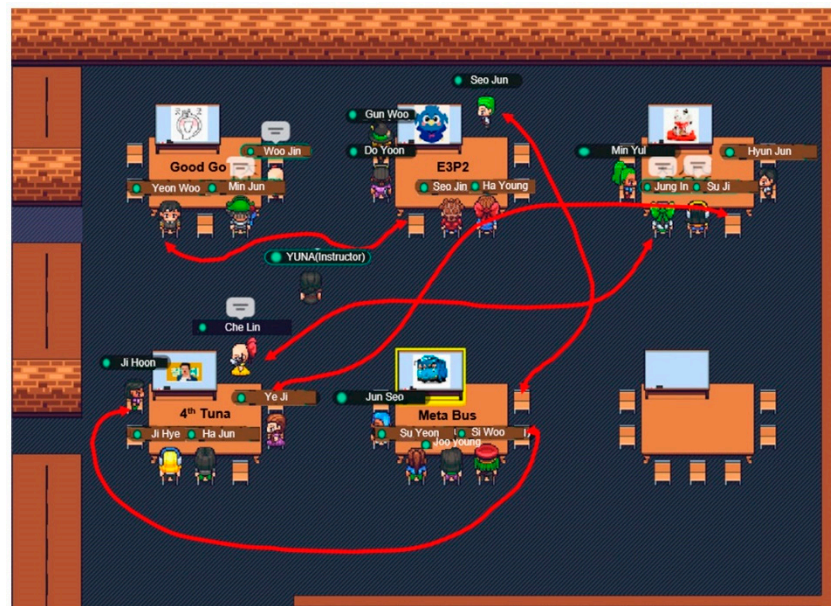 Seo Jun
Gun Woo
Woo Jin
Do Yoon
Min Yul
Hyun Jun
Good Go
E3P2
Yeon Woo
Min Jun
Seo Jin
Ha Young
Jung In
Su Ji
YUNA(Instructor)
Che Lin
Ji Hoon
Ye Ji
Jun Seo
4th Tuna
Meta Bus
Ji Hye
Ha Jun
Su Yeon
Si Woo
Joo young